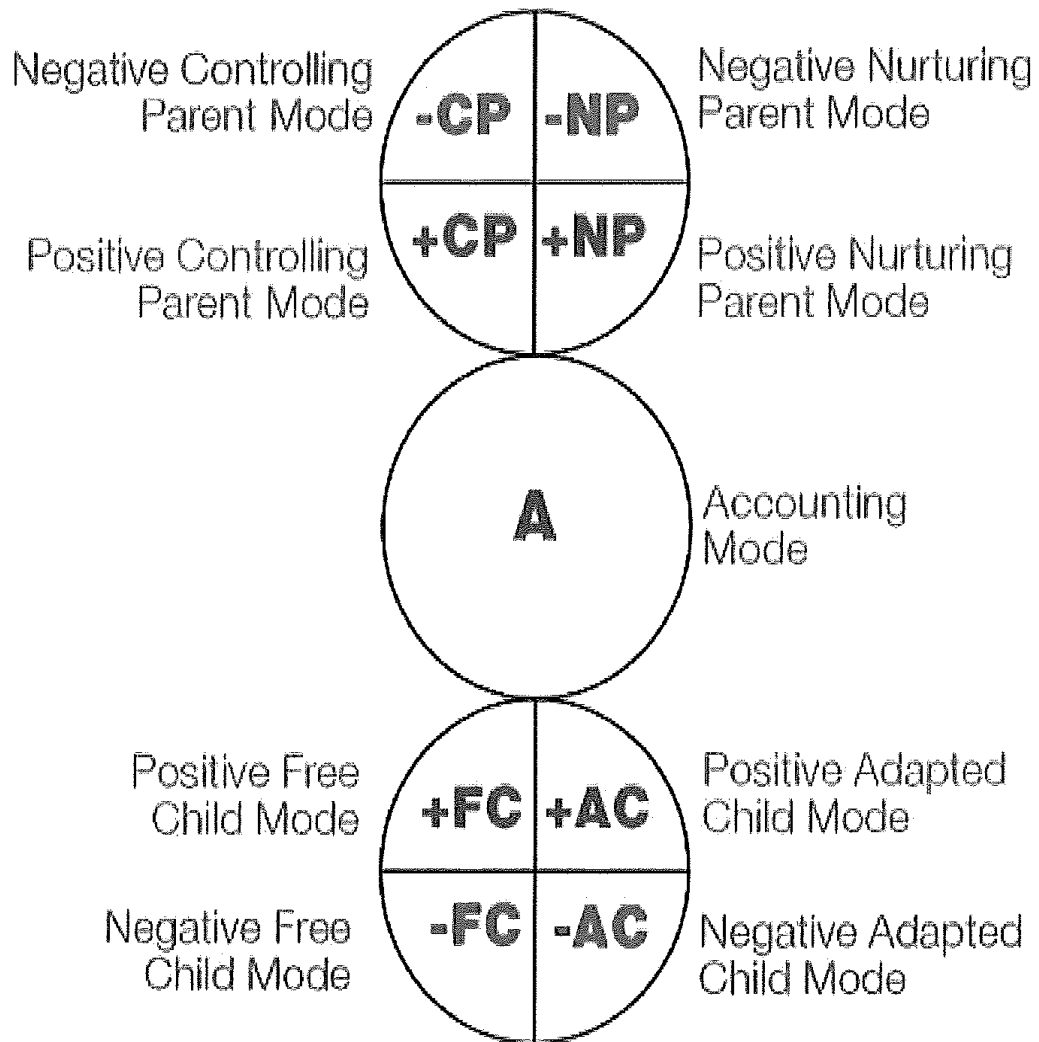 Negative Controlling
Parent Mode
-CP
-NP
Negative Nurturing
Parent Mode
Positive Controlling
Parent Mode
+CP
+NP
Positive Nurturing
Parent Mode
A
Accounting
Mode
Positive Free
Child Mode
+FC
+AC
Positive Adapted
Child Mode
Negative Free
Child Mode
-FC
-AC
Negative Adapted
Child Mode